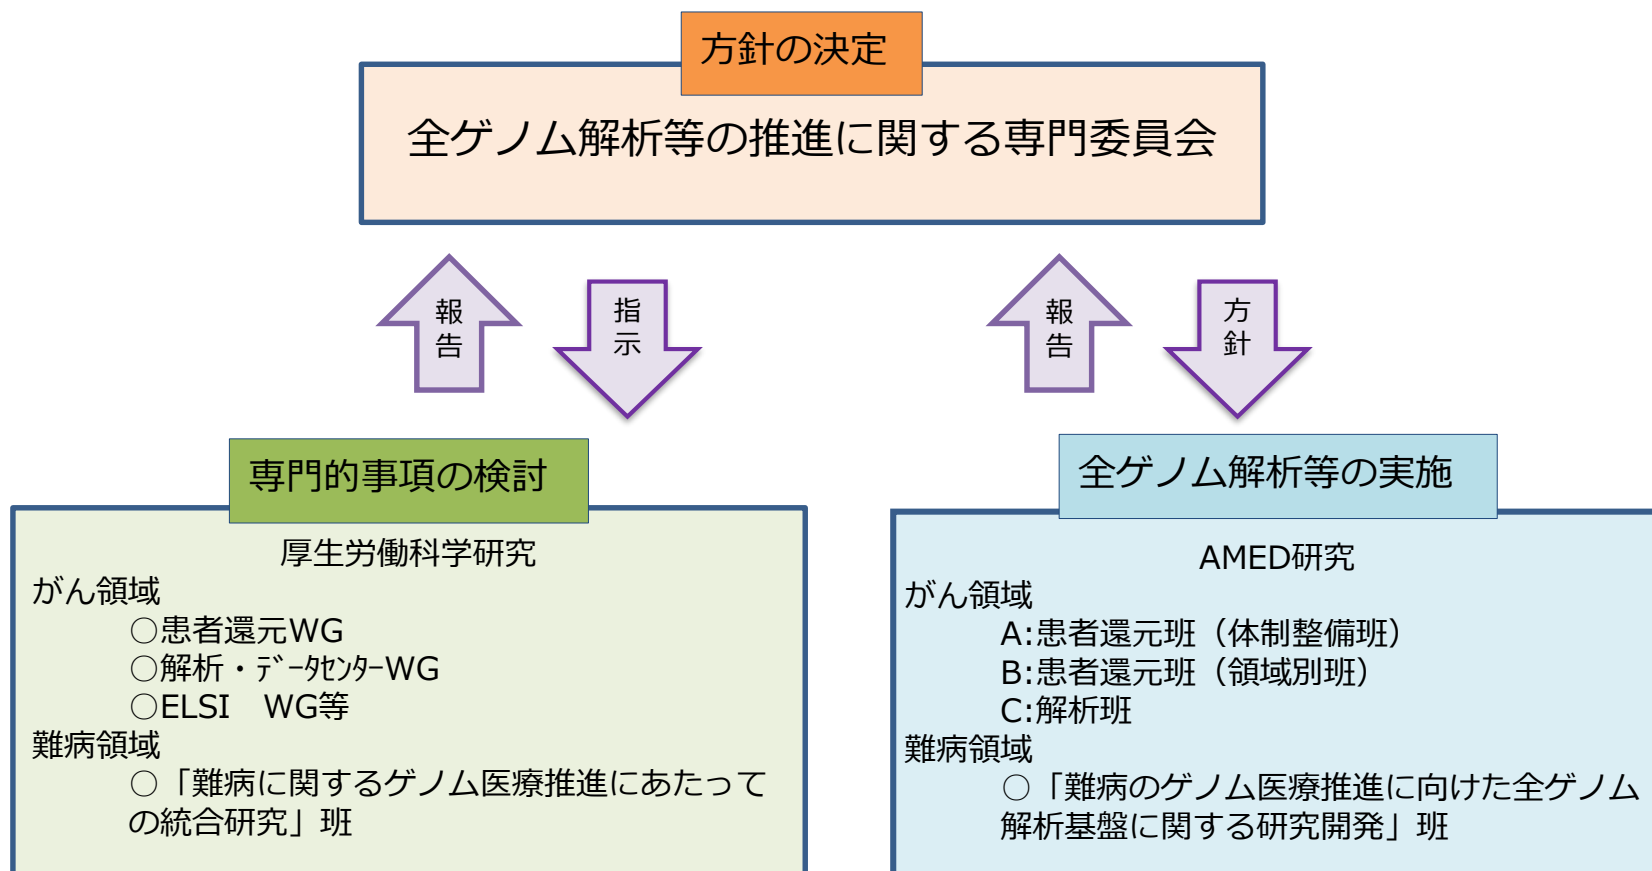 方針の決定
全ゲノム解析等の推進に関する専門委員会
報告
指示
報告
方針
専門的事項の検討
厚生労働科学研究
がん領域
○患者還元WG
○解析・ﾃﾞｰﾀｾﾝﾀｰWG
○ELSI　WG等
難病領域
○「難病に関するゲノム医療推進にあたって
の統合研究」班
全ゲノム解析等の実施
AMED研究
がん領域
A:患者還元班（体制整備班）
B:患者還元班（領域別班）
C:解析班
難病領域
○「難病のゲノム医療推進に向けた全ゲノム
解析基盤に関する研究開発」班